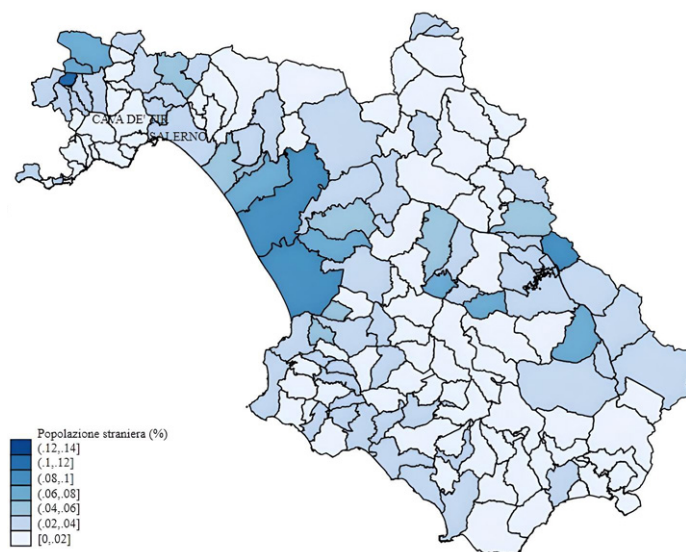 CAVA DE' TIR
SALERNO
Popolazione straniera (%)
(.12,.14]
(.1,.12]
(.08,.1]
(.06,.08]
(.04,.06]
(.02,.04]
[0,.02]